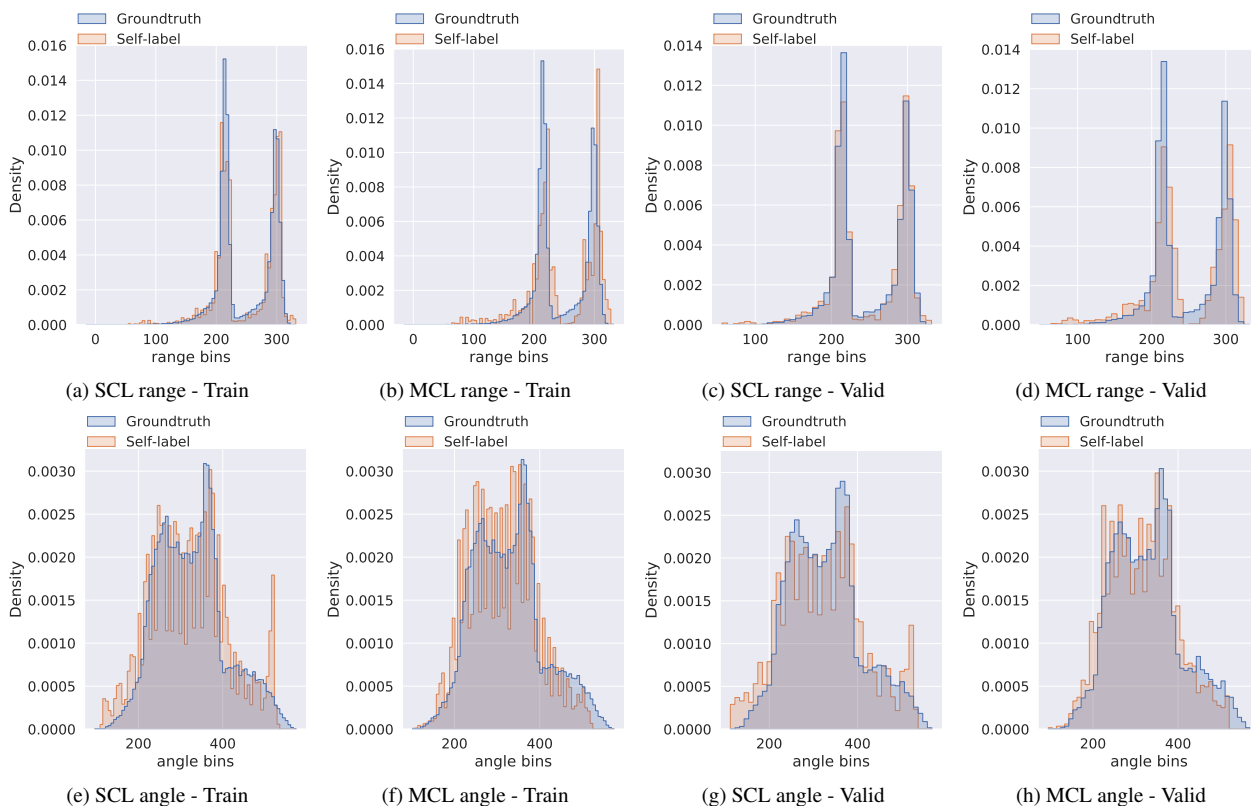 Groundtruth
Self-label
0.016
0.014
0.012
0.010
0.008
0.006
0.004
0.002
0.000
Density
0 100 200 300
range bins
(a) SCL range - Train
Groundtruth
Self-label
0.016
0.014
0.012
0.010
0.008
0.006
0.004
0.002
0.000
Density
0 100 200 300
range bins
(b) MCL range - Train
Groundtruth
Self-label
0.014
0.012
0.010
0.008
0.006
0.004
0.002
0.000
Density
100 200 300
range bins
(c) SCL range - Valid
Groundtruth
Self-label
0.014
0.012
0.010
0.008
0.006
0.004
0.002
0.000
Density
100 200 300
range bins
(d) MCL range - Valid
Groundtruth
Self-label
0.0030
0.0025
0.0020
0.0015
0.0010
0.0005
0.0000
Density
200 400
angle bins
(e) SCL angle - Train
Groundtruth
Self-label
0.0030
0.0025
0.0020
0.0015
0.0010
0.0005
0.0000
Density
200 400
angle bins
(f) MCL angle - Train
Groundtruth
Self-label
0.0030
0.0025
0.0020
0.0015
0.0010
0.0005
0.0000
Density
200 400
angle bins
(g) SCL angle - Valid
Groundtruth
Self-label
0.0030
0.0025
0.0020
0.0015
0.0010
0.0005
0.0000
Density
200 400
angle bins
(h) MCL angle - Valid